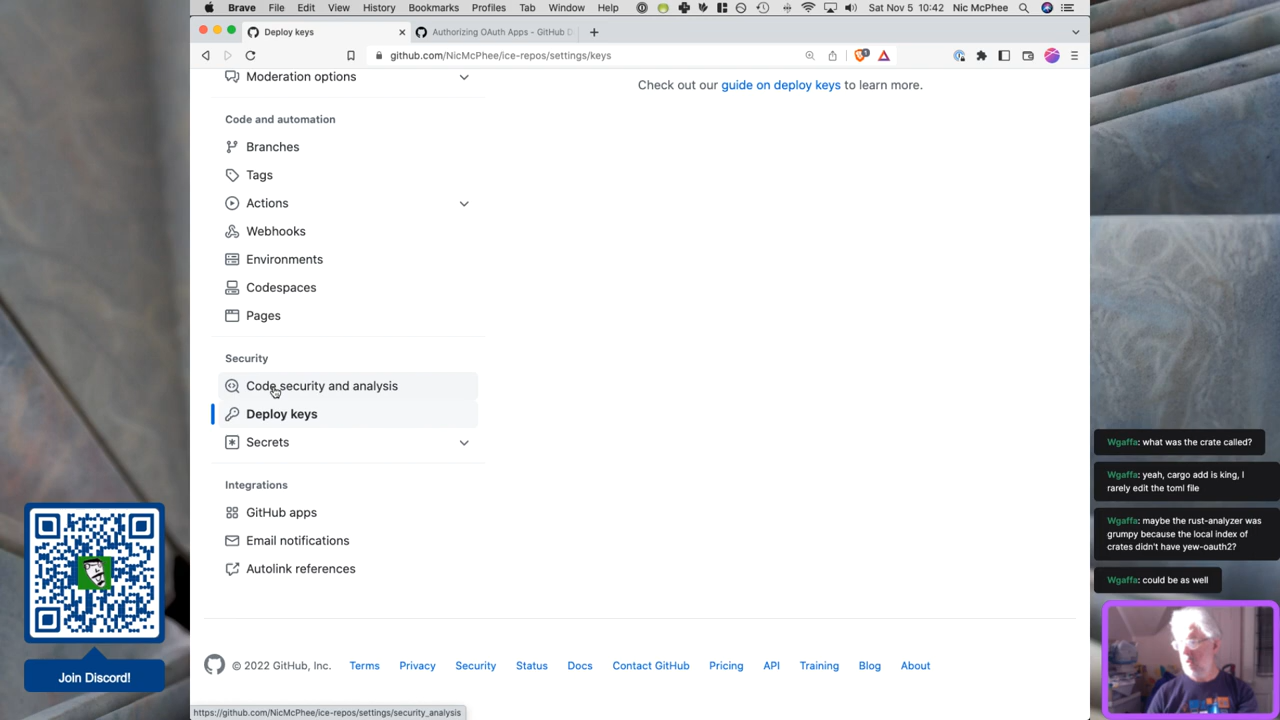 Brave File Edit View History Bookmarks Profiles Tab Window Help Sat Nov 5 10:42 Nic McPhee
Deploy keys
Authorizing OAuth Apps - GitHub D
github.com/NicMcPhee/ice-repos/settings/keys
1
Moderation options
Check out our guide on deploy keys to learn more.
Code and automation
Branches
Tags
Actions
Webhooks
Environments
Codespaces
Pages
Security
Code security and analysis
Deploy keys
Secrets
Integrations
GitHub apps
Email notifications
Autolink references
© 2022 GitHub, Inc. Terms Privacy Security Status Docs Contact GitHub Pricing API Training Blog About
https://github.com/NicMcPhee/ice-repos/settings/security_analysis
Join Discord!
Wgaffa: what was the crate called?
Wgaffa: yeah, cargo add is king, I
rarely edit the toml file
Wgaffa: maybe the rust-analyzer was
grumpy because the local index of
crates didn't have yew-oauth2?
Wgaffa: could be as well